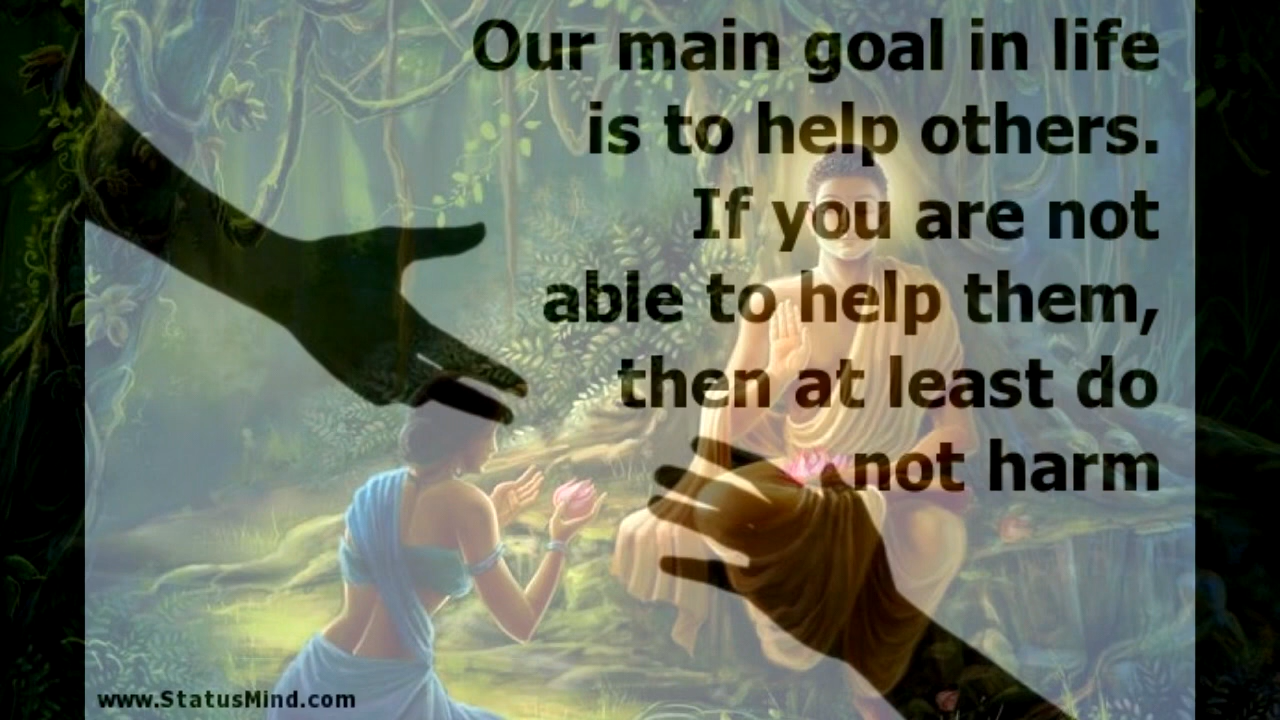 Our main goal in life
is to help others.
If you are not
able to help them,
then at least do
not harm
www.StatusMind.com